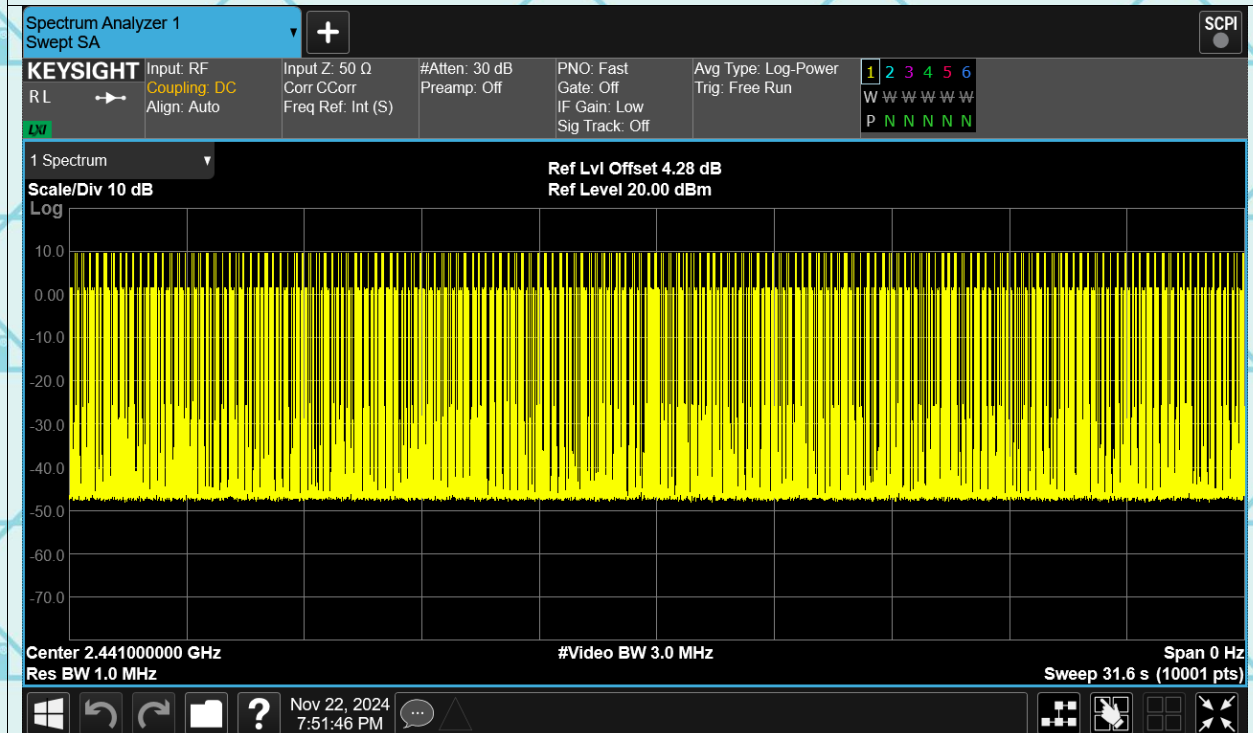 Spectrum Analyzer 1
Swept SA
+
SCPI
KEYSIGHT
RL
LXI
Input: RF
Coupling: DC
Align: Auto
Input Z: 50 Ω
Corr CCorr
Freq Ref: Int (S)
#Atten: 30 dB
Preamp: Off
PNO: Fast
Gate: Off
IF Gain: Low
Sig Track: Off
Avg Type: Log-Power
Trig: Free Run
1 2 3 4 5 6
W W W W W W
P N N N N N
1 Spectrum
Scale/Div 10 dB
Log
Ref Lvl Offset 4.28 dB
Ref Level 20.00 dBm
10.0
0.00
-10.0
-20.0
-30.0
-40.0
-50.0
-60.0
-70.0
Center 2.441000000 GHz
Res BW 1.0 MHz
#Video BW 3.0 MHz
Span 0 Hz
Sweep 31.6 s (10001 pts)
?
Nov 22, 2024
7:51:46 PM